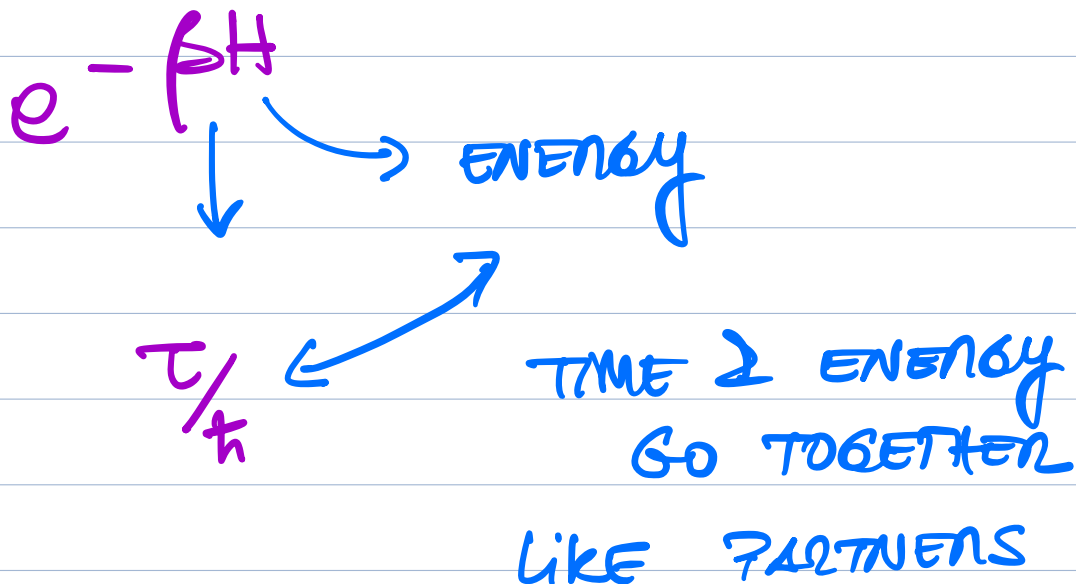 e^{-βH}
ENERGY
τ/ħ
TIME & ENERGY
GO TOGETHER
LIKE PARTNERS